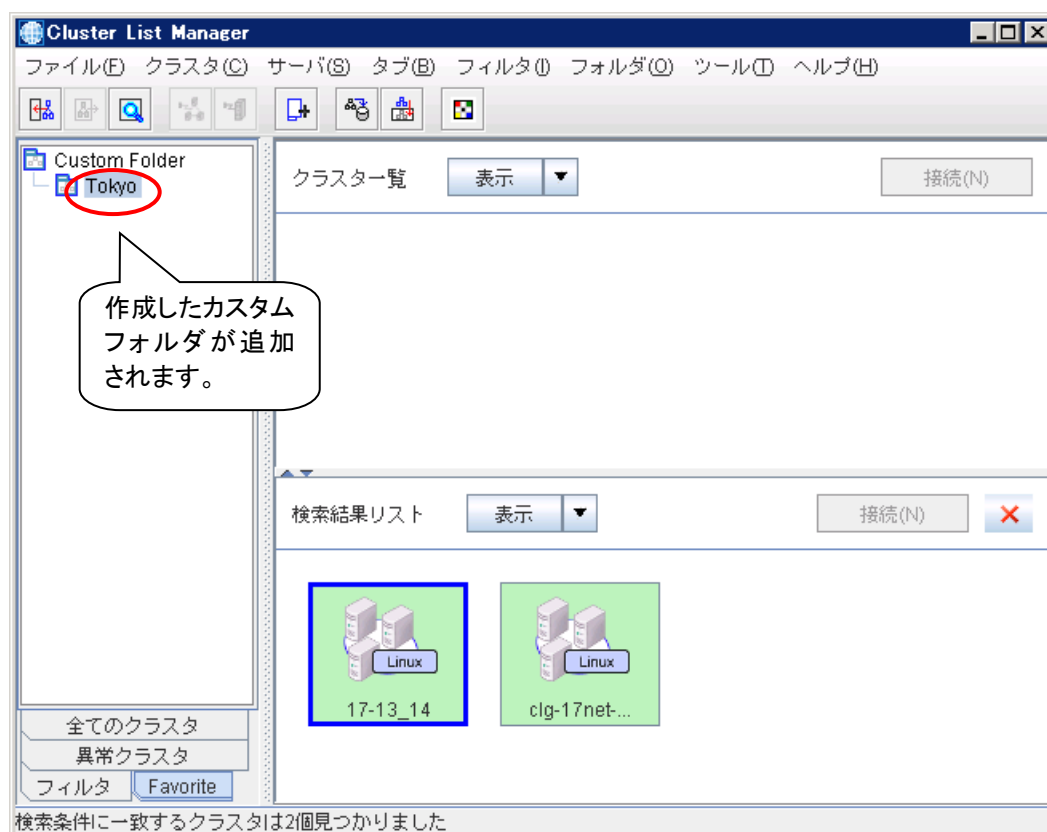 Cluster List Manager
ファイル(F) クラスタ(C) サーバ(S) タブ(B) フィルタ(I) フォルダ(O) ツール(T) ヘルプ(H)
Custom Folder
Tokyo
作成したカスタム
フォルダが追加
されます。
クラスター覧 表示 接続(N)
検索結果リスト 表示 接続(N)
Linux
Linux
17-13_14
clg-17net-...
全てのクラスタ
異常クラスタ
フィルタ Favorite
検索条件に一致するクラスタは2個見つかりました